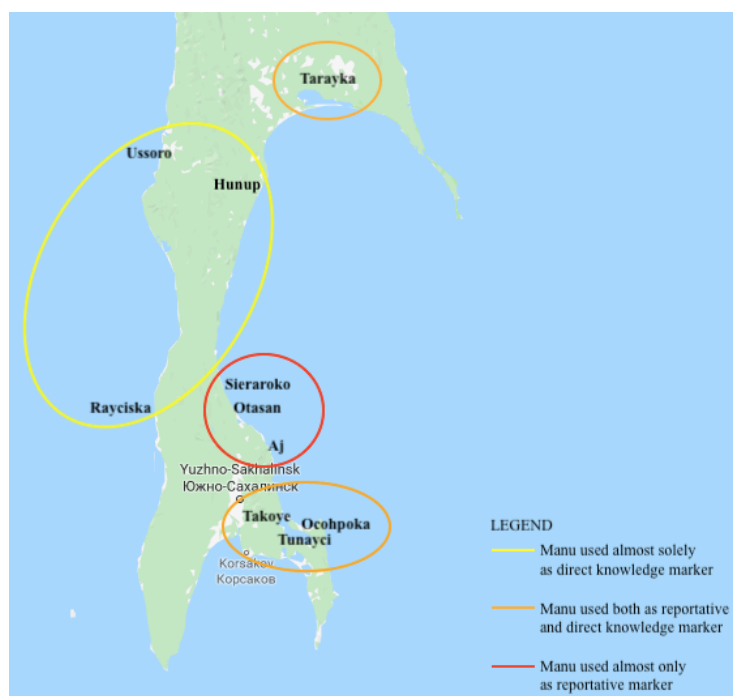 Tarayka
Ussoro
Hunup
Sieraroko
Rayciska
Otasan
Aj
Yuzhno-Sakhalinsk
Южно-Сахалинск
Takoye
Ocohpoka
Tunayci
Korsakov
Корсаков
LEGEND
Manu used almost solely
as direct knowledge marker
Manu used both as reportative
and direct knowledge marker
Manu used almost only
as reportative marker